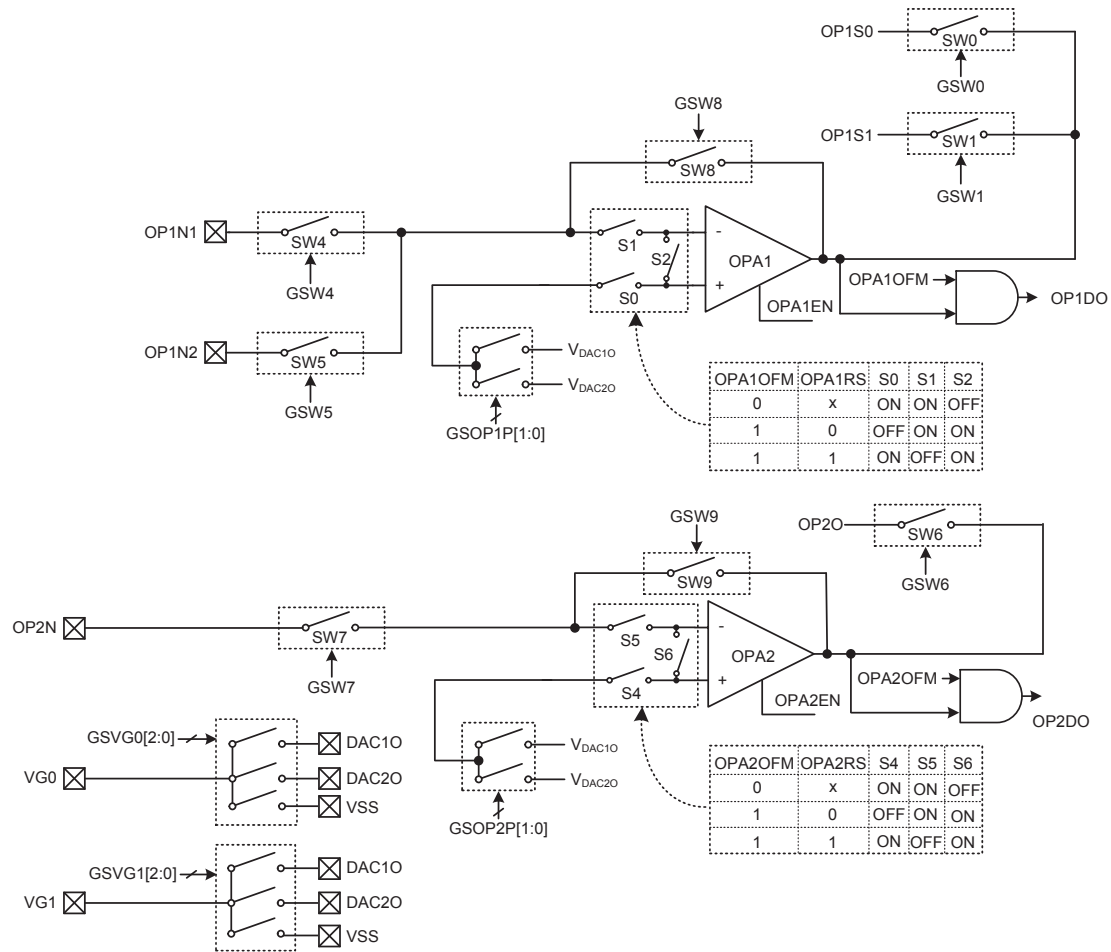 OP1S0
SW0
GSW0
GSW8
OP1S1
SW1
SW8
GSW1
OP1N1
SW4
S1
S2
-
OPA1
GSW4
S0
+
OPA1OFM
OP1DO
OPA1EN
OP1N2
SW5
VDAC1O
VDAC2O
GSW5
GSOP1P[1:0]
OPA1OFM OPA1RS S0 S1 S2
0 x ON ON OFF
1 0 OFF ON ON
1 1 ON OFF ON
GSW9
OP2O
SW6
SW9
GSW6
OP2N
SW7
S5
S6
-
OPA2
GSW7
S4
+
OPA2OFM
OPA2EN
OP2DO
GSVG0[2:0]
DAC1O
VDAC1O
VG0
DAC2O
VDAC2O
VSS
GSOP2P[1:0]
OPA2OFM OPA2RS S4 S5 S6
0 x ON ON OFF
1 0 OFF ON ON
1 1 ON OFF ON
GSVG1[2:0]
DAC1O
VG1
DAC2O
VSS